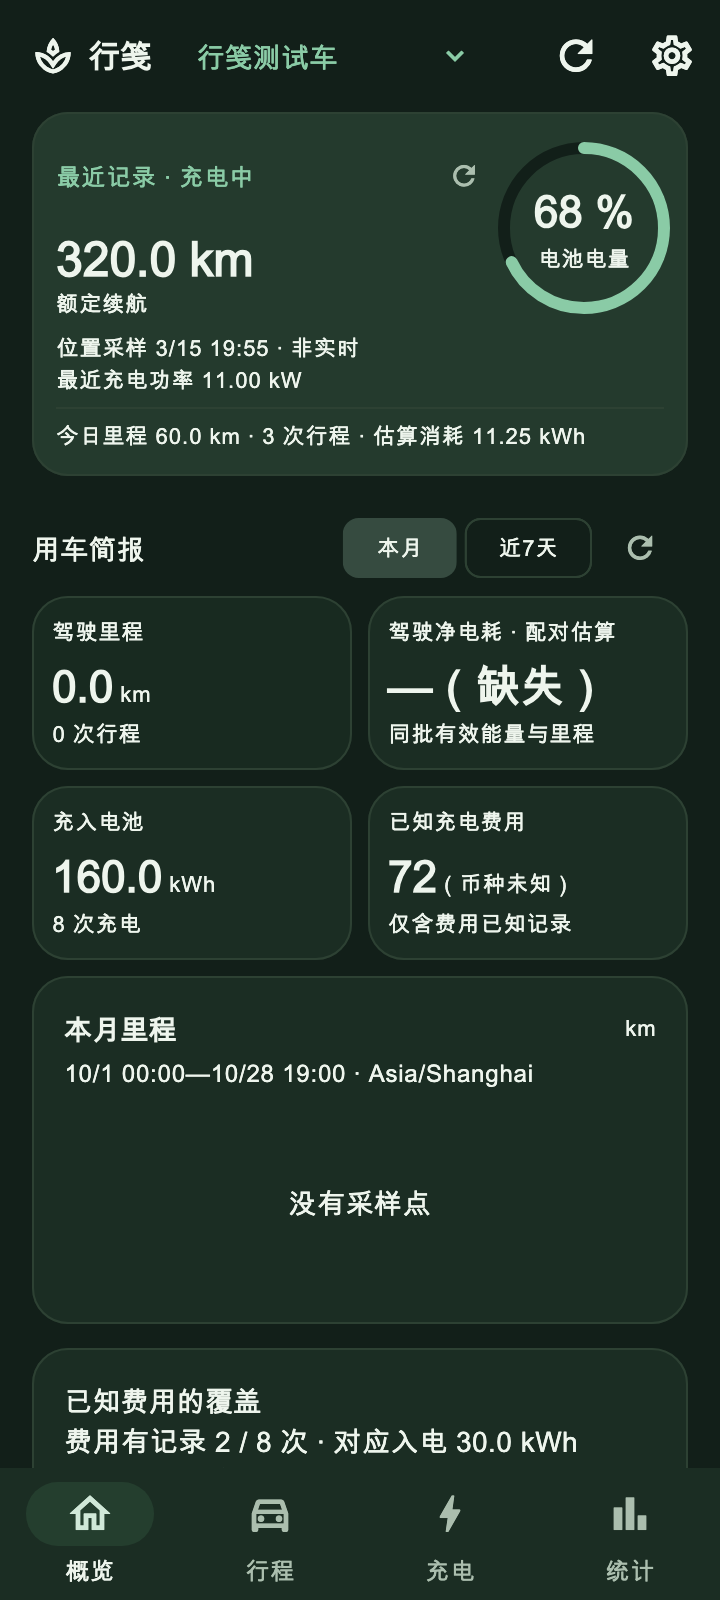 行笺 行笺测试车
最近记录 · 充电中
68 %
电池电量
320.0 km
额定续航
位置采样 3/15 19:55 · 非实时
最近充电功率 11.00 kW
今日里程 60.0 km · 3 次行程 · 估算消耗 11.25 kWh
用车简报 本月 近7天
驾驶里程
0.0 km
0 次行程
驾驶净电耗 · 配对估算
—（缺失）
同批有效能量与里程
充入电池
160.0 kWh
8 次充电
已知充电费用
72（币种未知）
仅含费用已知记录
本月里程 km
10/1 00:00—10/28 19:00 · Asia/Shanghai
没有采样点
已知费用的覆盖
费用有记录 2 / 8 次 · 对应入电 30.0 kWh
概览 行程 充电 统计